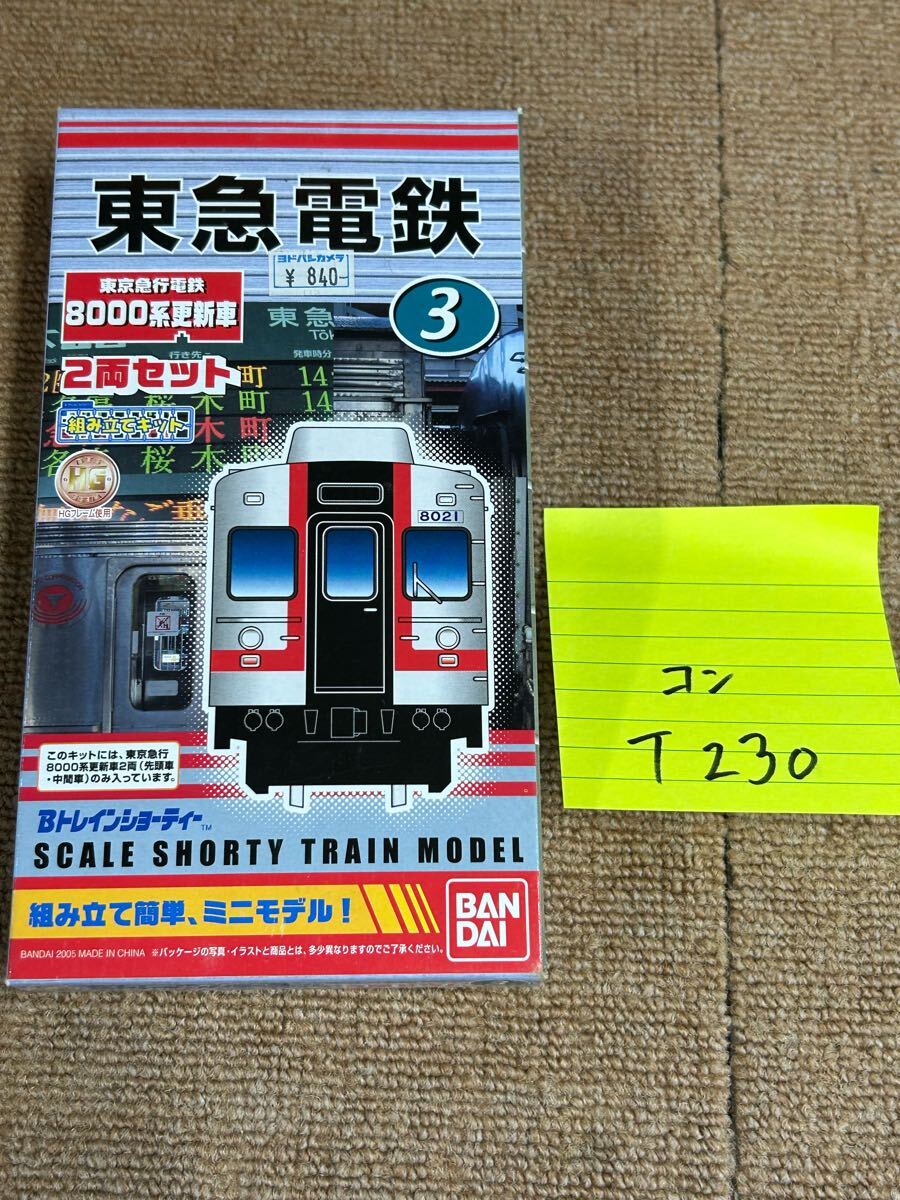 東急電鉄
ヨドバシカメラ
¥ 840-
東京急行電鉄
8000系更新車
3
2両セット
組み立てキット
HG
HGフレーム使用
東急
行き先
発車時分
町 14
桜木町 14
木町
各 桜木町
8021
このキットには、東京急行
8000系更新車2両(先頭車
・中間車)のみ入っています。
Bトレインショーティー™
SCALE SHORTY TRAIN MODEL
組み立て簡単、ミニモデル!
BAN
DAI
BANDAI 2005 MADE IN CHINA ※パッケージの写真・イラストと商品とは、多少異なりますのでご了承ください。
コン
T230